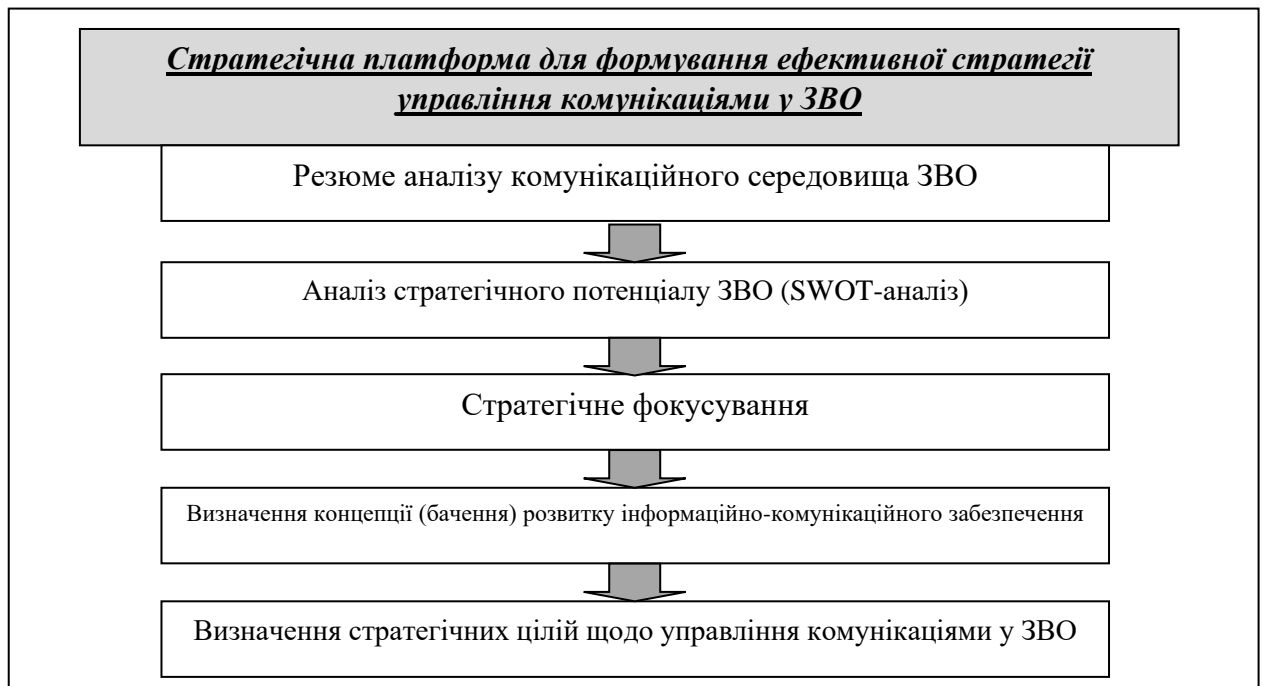 Стратегічна платформа для формування ефективної стратегії
управління комунікаціями у ЗВО
Резюме аналізу комунікаційного середовища ЗВО
Аналіз стратегічного потенціалу ЗВО (SWOT-аналіз)
Стратегічне фокусування
Визначення концепції (бачення) розвитку інформаційно-комунікаційного забезпечення
Визначення стратегічних цілій щодо управління комунікаціями у ЗВО